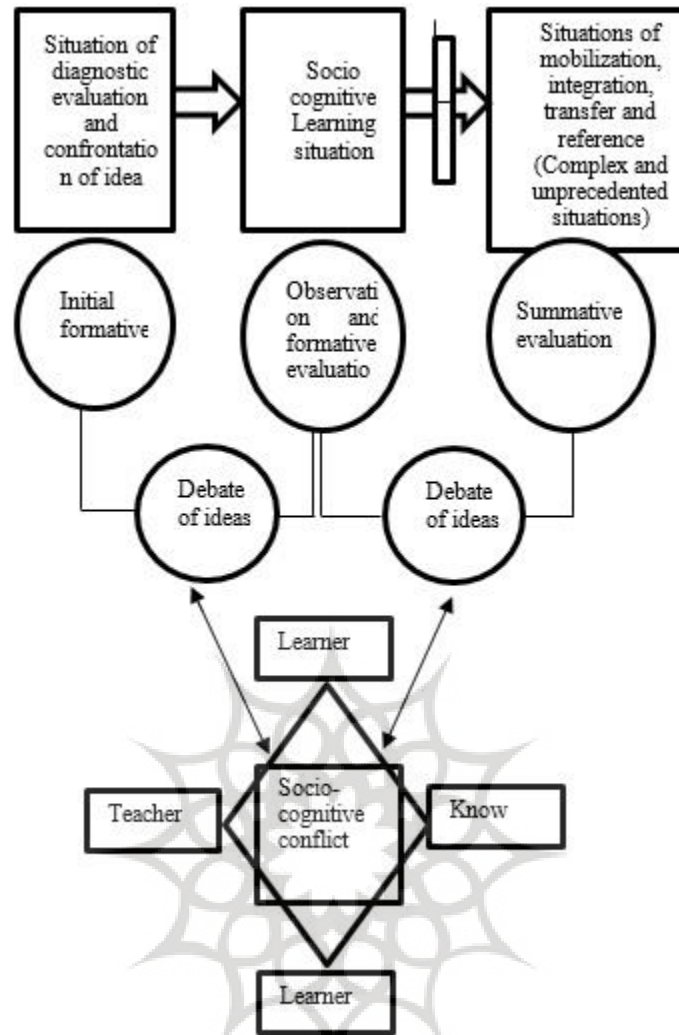 Situation of
diagnostic
evaluation
and
confrontatio
n of idea
Socio
cognitive
Learning
situation
Situations of
mobilization,
integration,
transfer and
reference
(Complex and
unprecedented
situations)
Initial
formative
Observati
on and
formative
evaluatio
Summative
evaluation
Debate
of ideas
Debate
of ideas
Learner
Teacher
Socio-
cognitive
conflict
Know
Learner